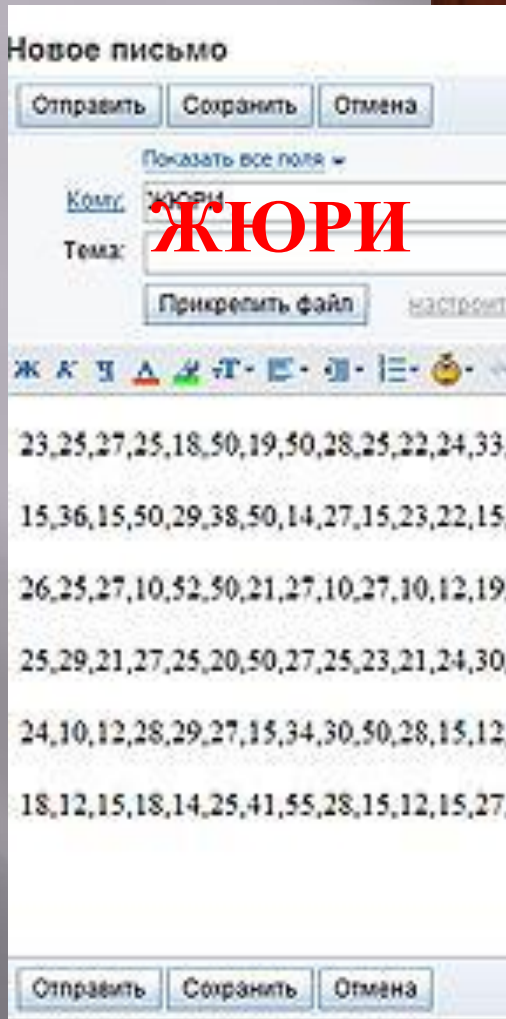 Новое письмо
Отправить Сохранить Отмена
Показать все поля
Кому: ЖЮРИ
ЖЮРИ
Тема:
Прикрепить файл настроит
Ж К Ч А Т
23,25,27,25,18,50,19,50,28,25,22,24,33,
15,36,15,50,29,38,50,14,27,15,23,22,15,
26,25,27,10,52,50,21,27,10,27,10,12,19,
25,29,21,27,25,20,50,27,25,23,21,24,30,
24,10,12,28,29,27,15,34,30,50,28,15,12,
18,12,15,18,14,25,41,55,28,15,12,15,27,
Отправить Сохранить Отмена